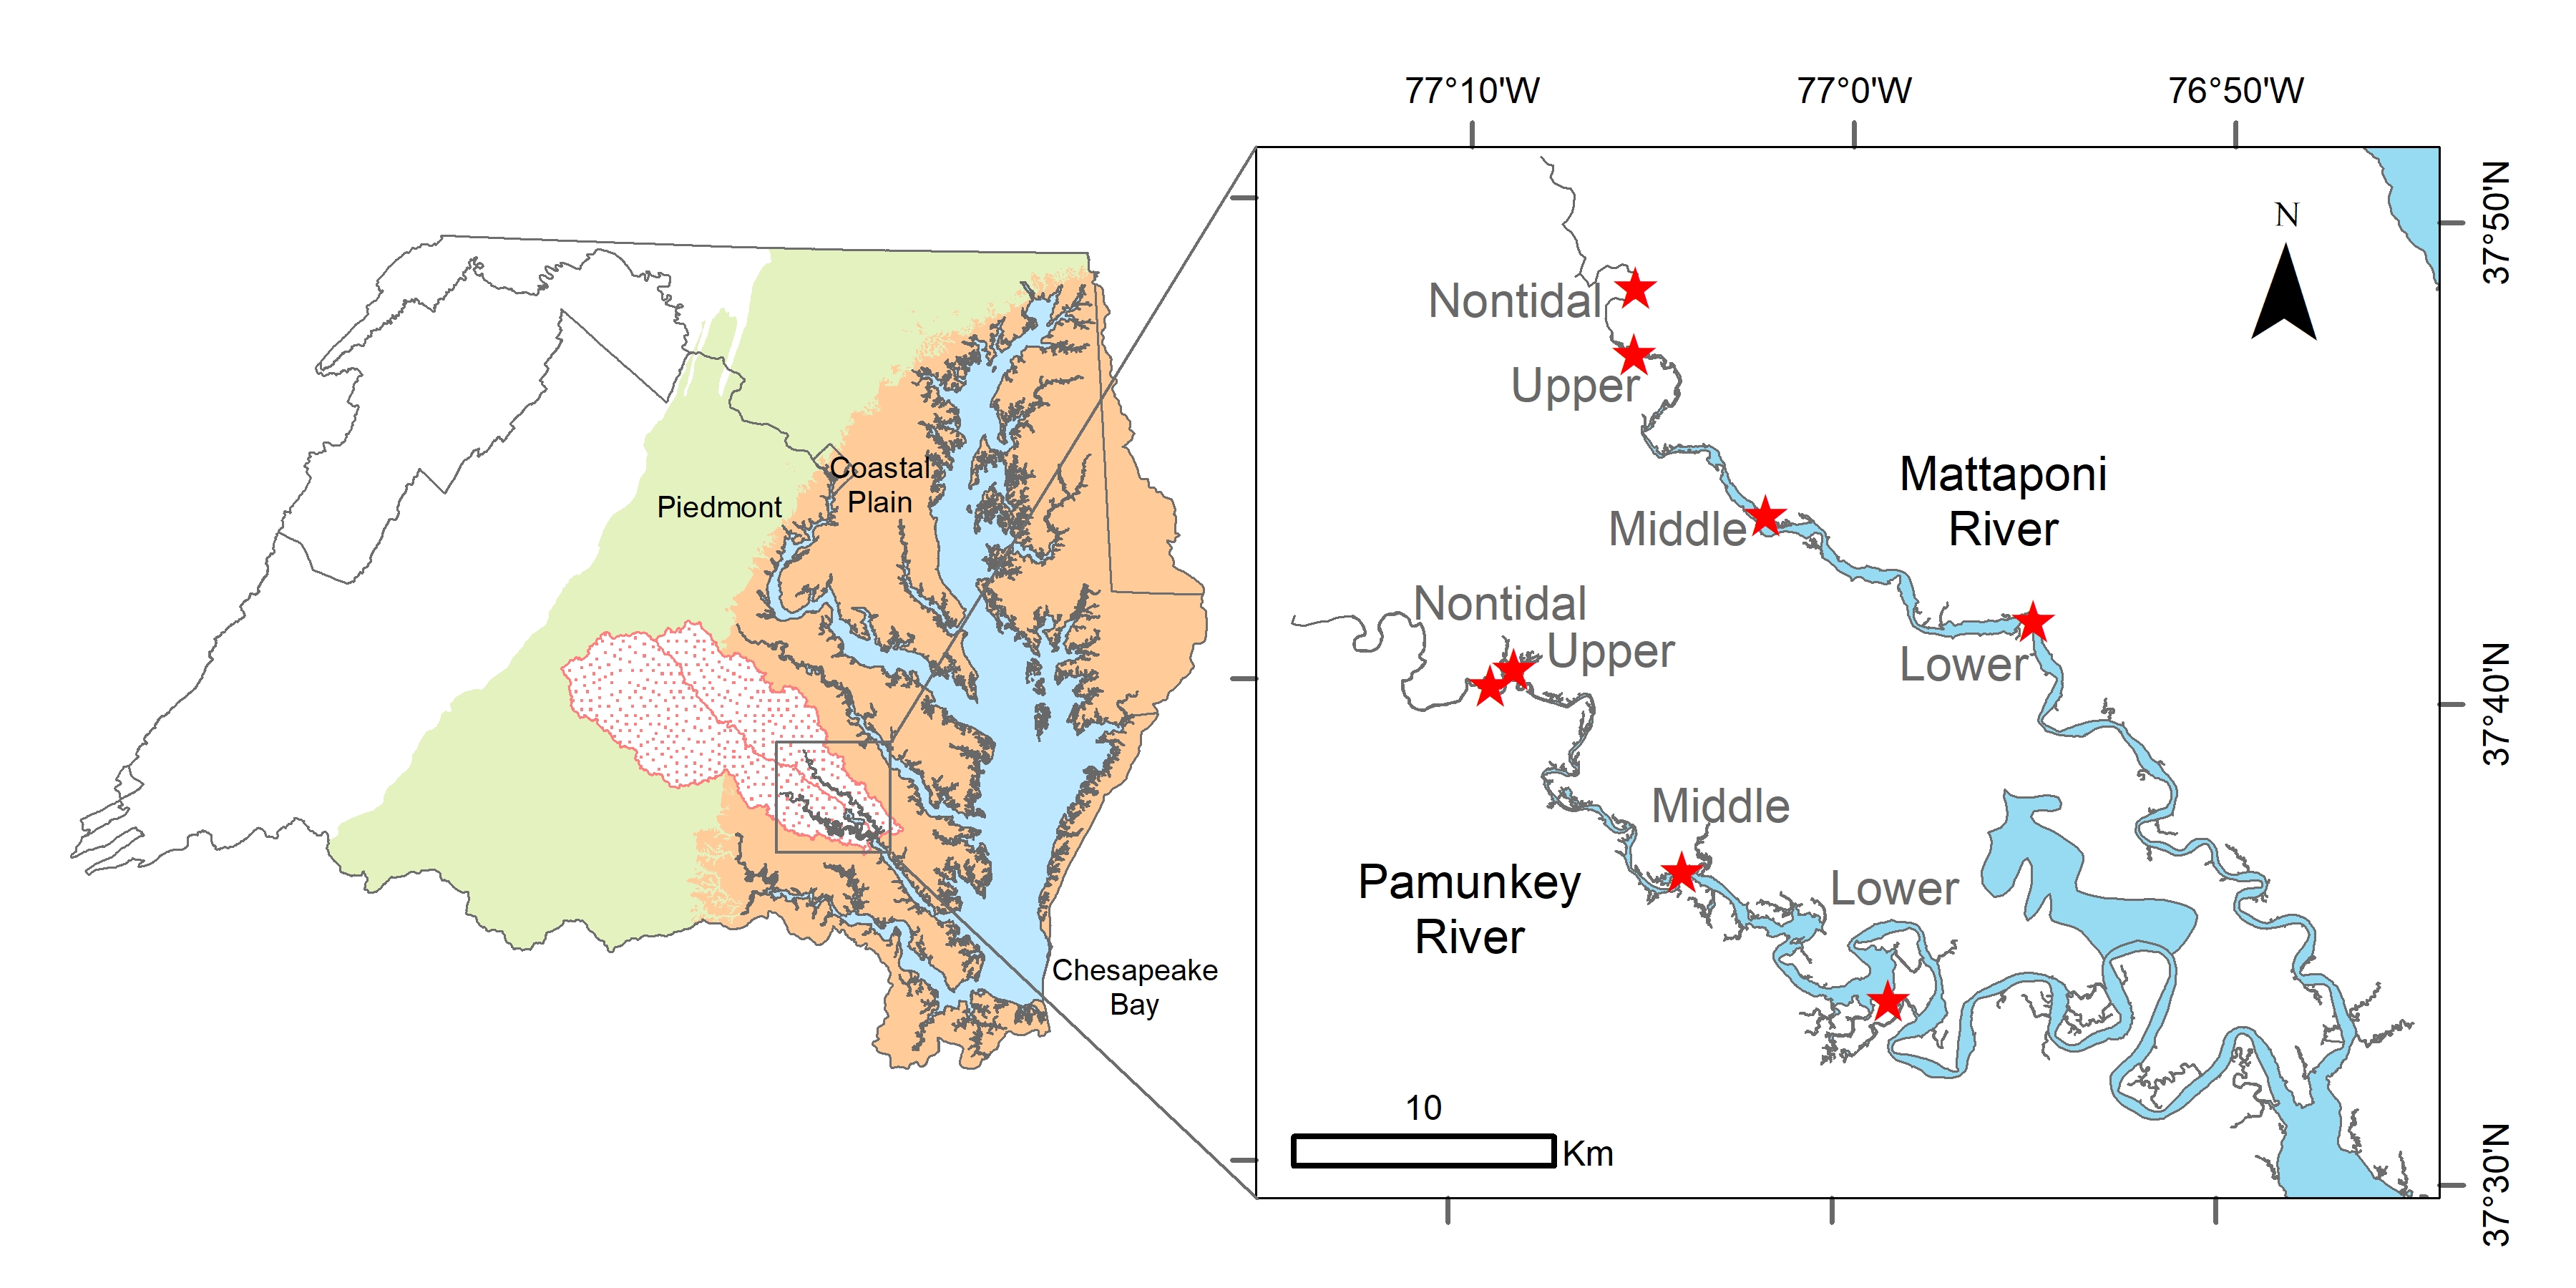 77°10'W
77°0'W
76°50'W
37°50'N
N
Nontidal
Upper
Mattaponi
River
Middle
Lower
Coastal
Plain
Piedmont
Nontidal
Upper
37°40'N
Middle
Pamunkey
River
Lower
Chesapeake
Bay
10
Km
37°30'N